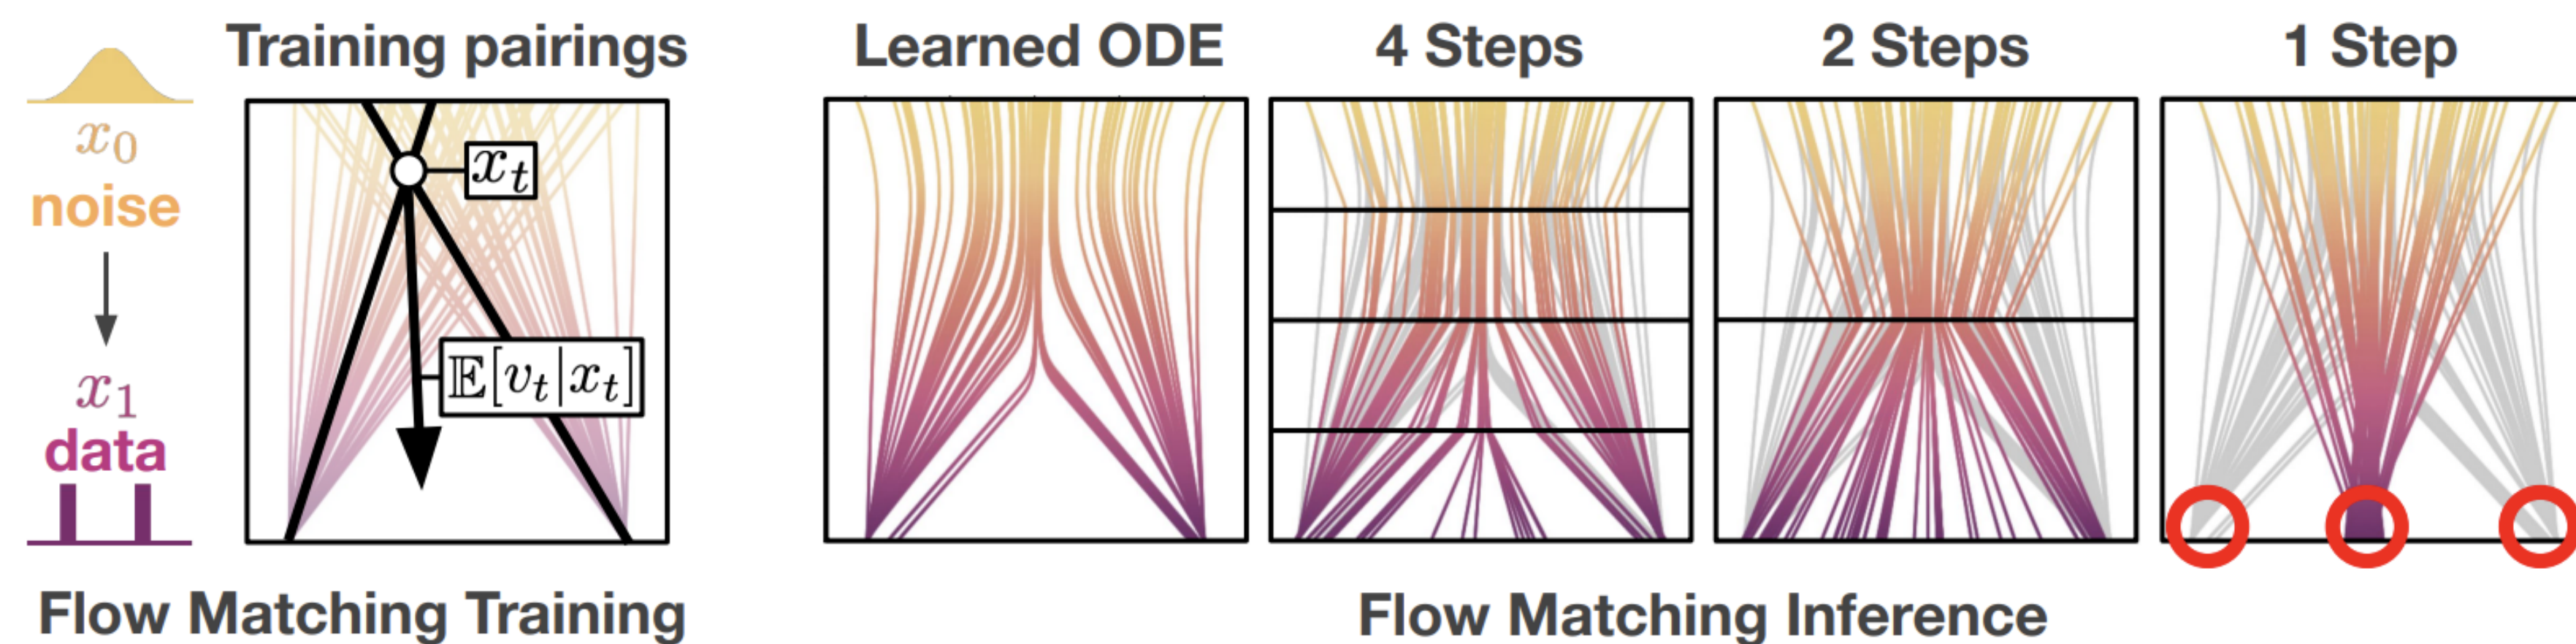 Training pairings
x₀
noise
x₁
data
xₜ
𝔼[vₜ|xₜ]
Flow Matching Training
Learned ODE
4 Steps
2 Steps
1 Step
Flow Matching Inference